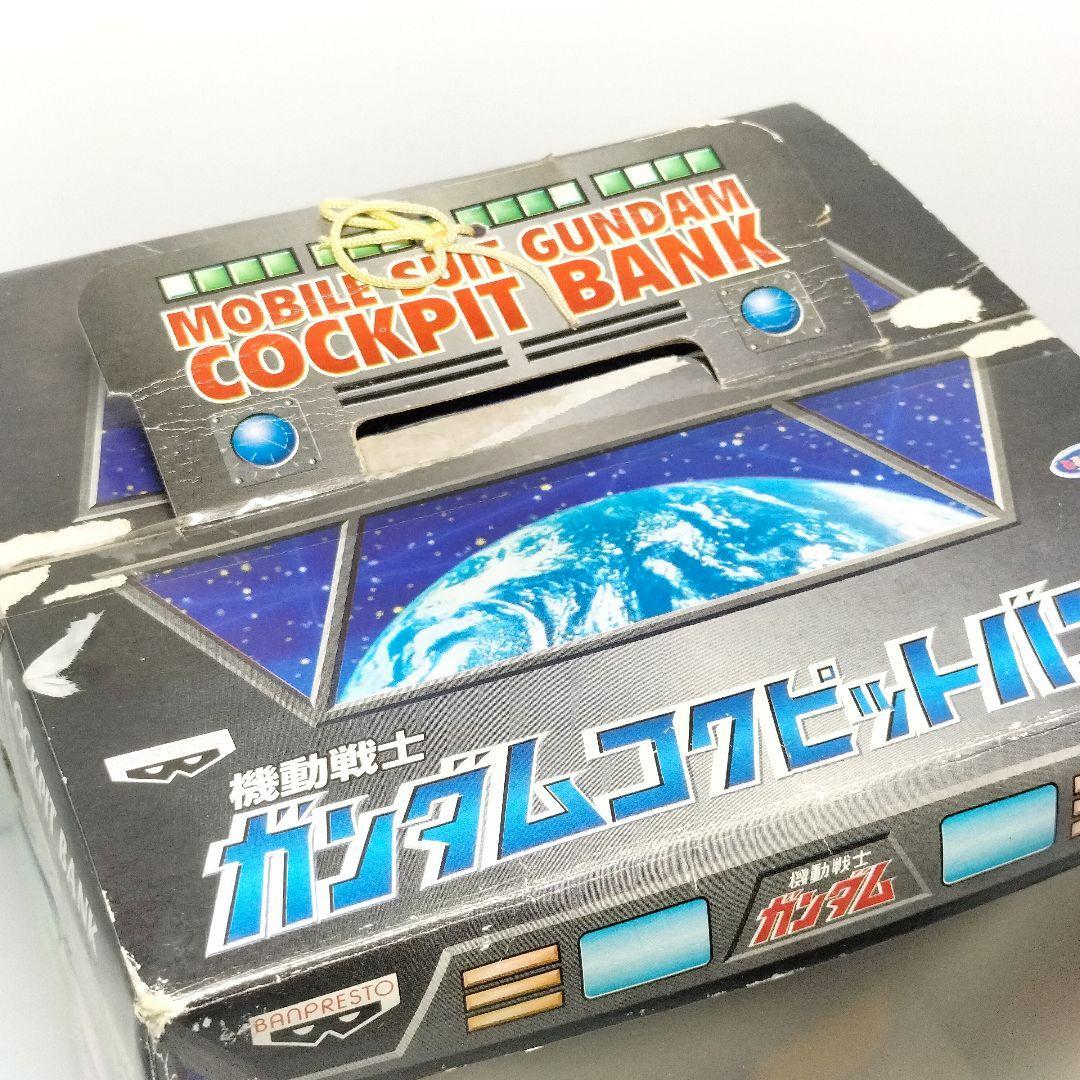 MOBILE SUIT GUNDAM
COCKPIT BANK
機動戦士
ガンダムコクピットバ
機動戦士
ガンダム
BANPRESTO
COCKPIT BANK